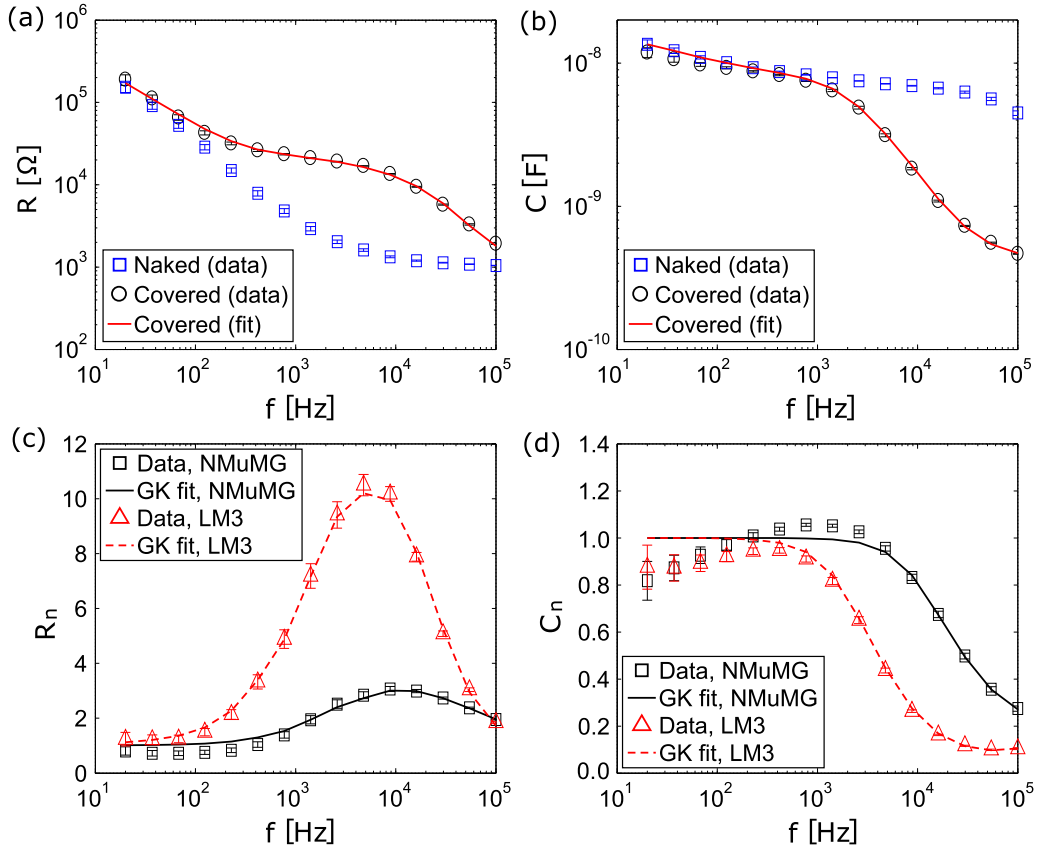 (a)
10^6
10^5
10^4
10^3
10^2
R [Ω]
Naked (data)
Covered (data)
Covered (fit)
10^1 10^2 10^3 10^4 10^5
f [Hz]
(b)
10^-8
10^-9
10^-10
C [F]
Naked (data)
Covered (data)
Covered (fit)
10^1 10^2 10^3 10^4 10^5
f [Hz]
(c)
12
10
8
6
4
2
0
R_n
Data, NMuMG
GK fit, NMuMG
Data, LM3
GK fit, LM3
10^1 10^2 10^3 10^4 10^5
f [Hz]
(d)
1.4
1.2
1.0
0.8
0.6
0.4
0.2
0.0
C_n
Data, NMuMG
GK fit, NMuMG
Data, LM3
GK fit, LM3
10^1 10^2 10^3 10^4 10^5
f [Hz]